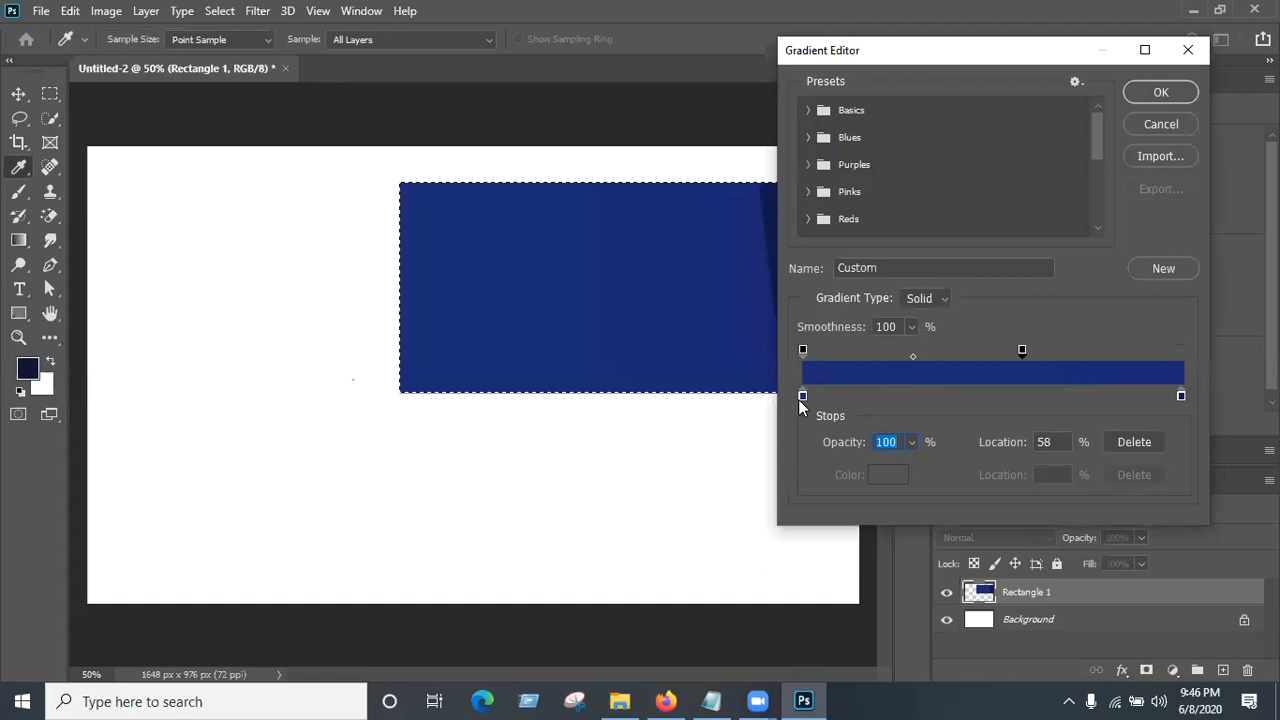 Ps File Edit Image Layer Type Select Filter 3D View Window Help
Sample Size: Point Sample Sample: All Layers Show Sampling Ring
Untitled-2 @ 50% (Rectangle 1, RGB/8) * ×
Gradient Editor
Presets
Basics
Blues
Purples
Pinks
Reds
OK
Cancel
Import...
Export...
Name: Custom New
Gradient Type: Solid
Smoothness: 100 %
Stops
Opacity: 100 % Location: 58 % Delete
Color: Location: % Delete
Normal Opacity: 100%
Lock: Fill: 100%
Rectangle 1
Background
50% 1648 px x 976 px (72 ppi)
Type here to search
Ps
9:46 PM
6/8/2020